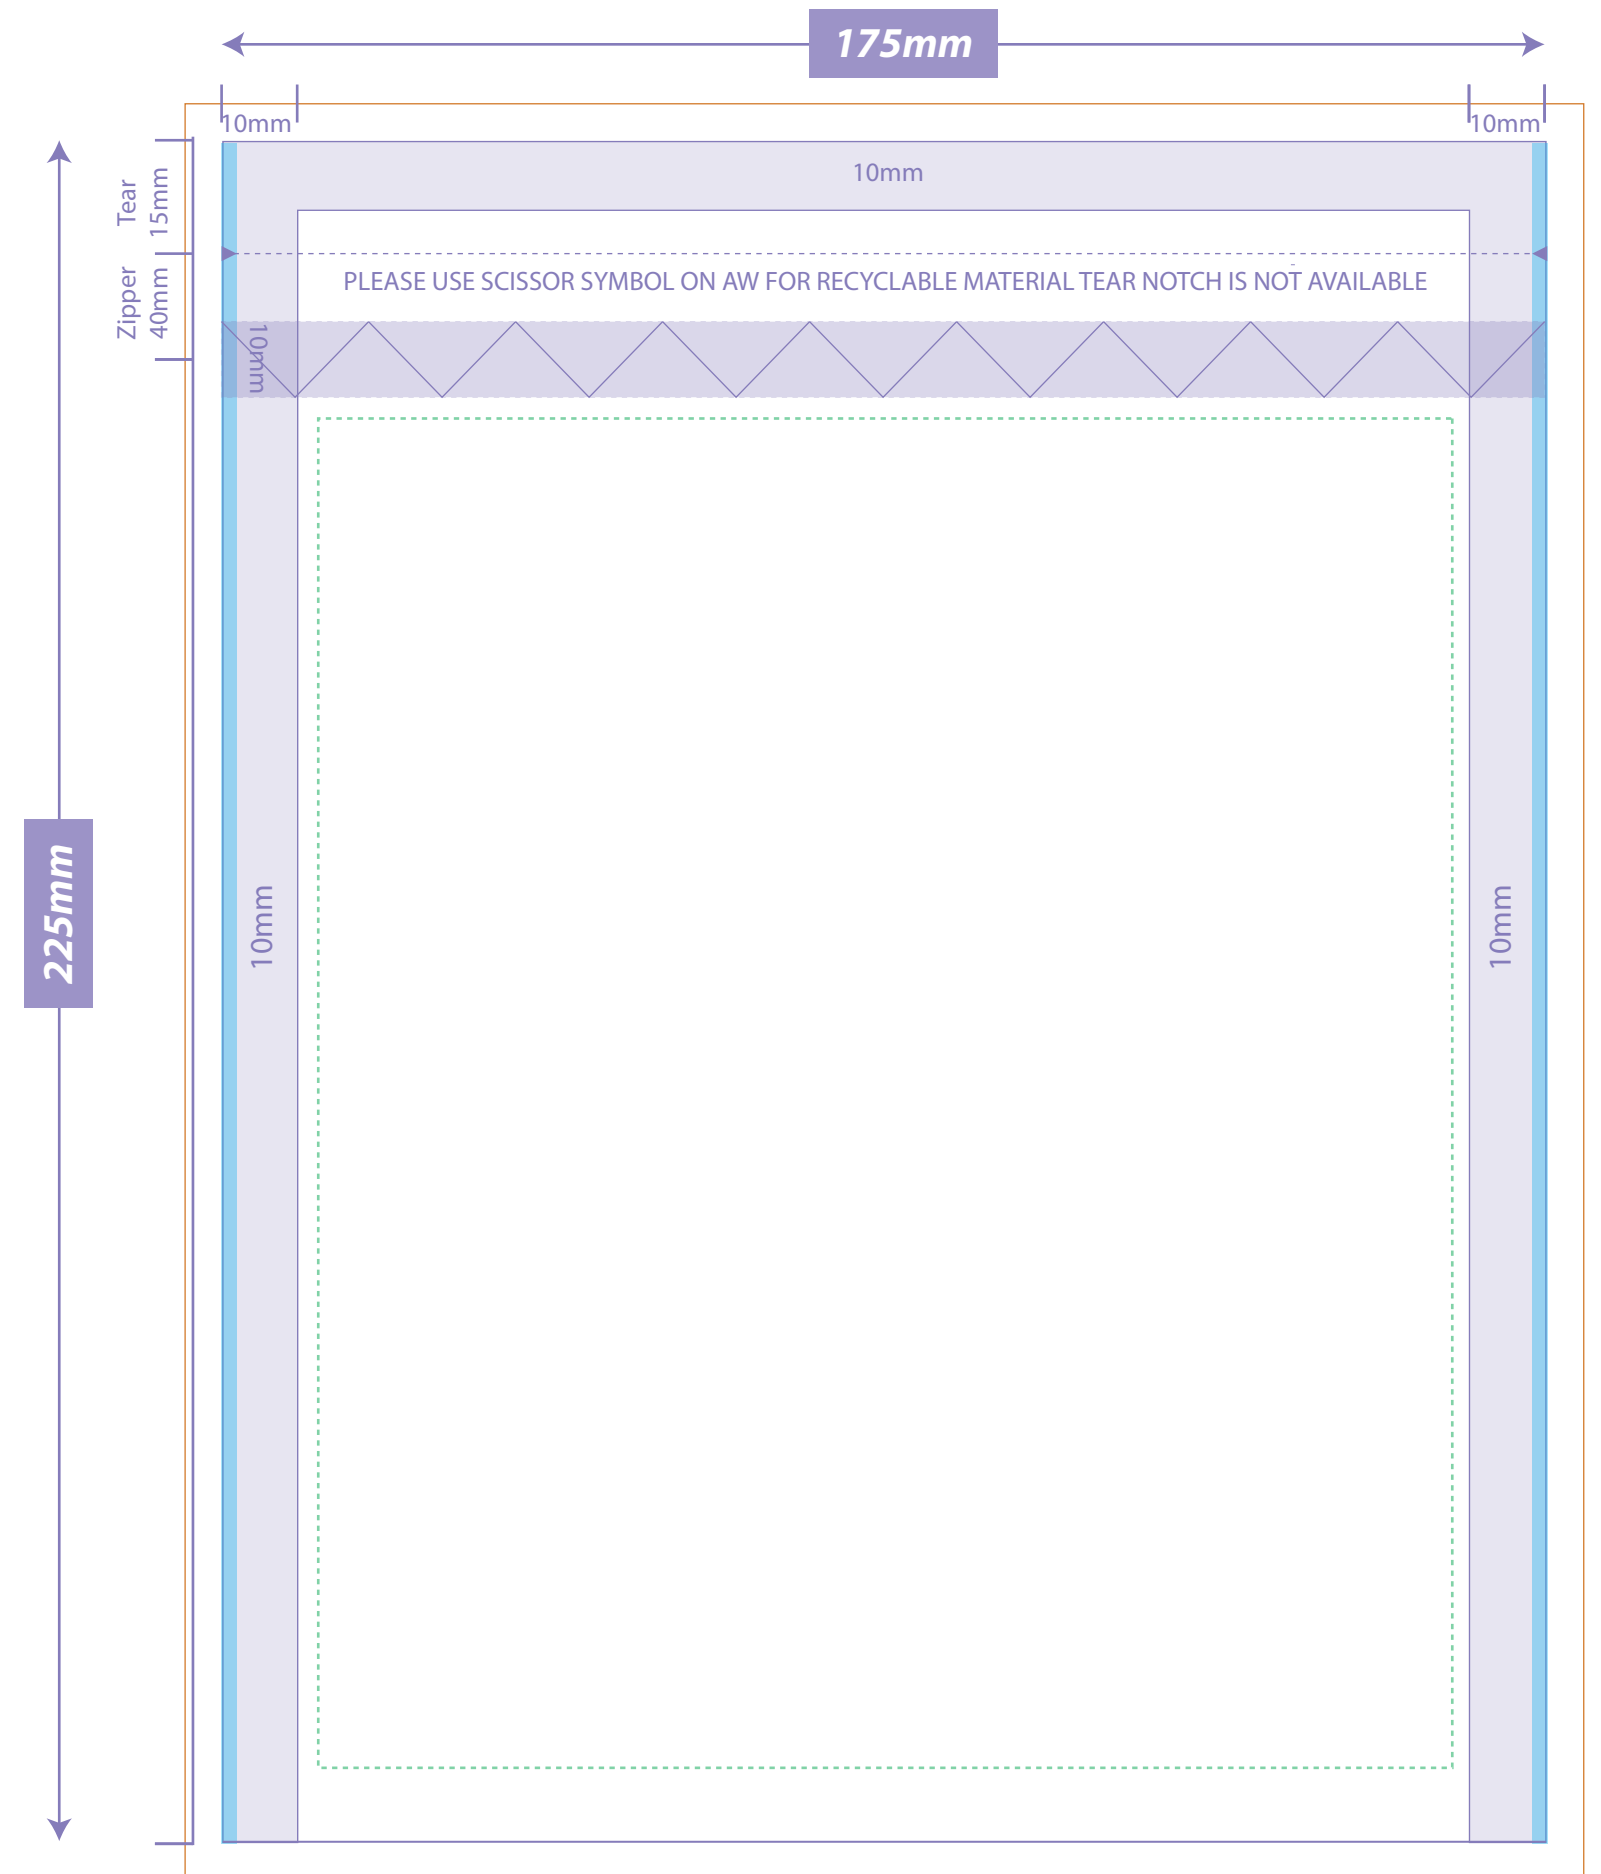 175mm
10mm
10mm
10mm
Tear
15mm
Zipper
40mm
PLEASE USE SCISSOR SYMBOL ON AW FOR RECYCLABLE MATERIAL TEAR NOTCH IS NOT AVAILABLE
10mm
225mm
10mm
10mm